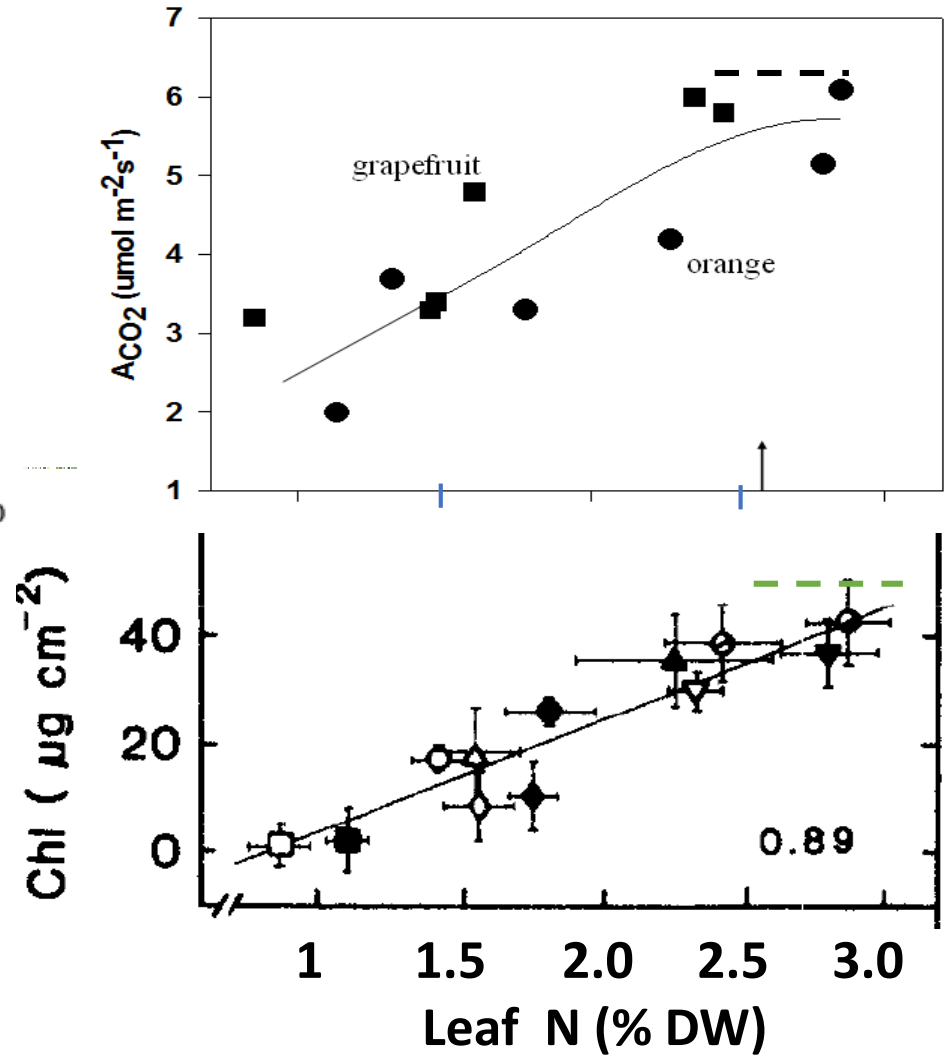 7
6
5
4
3
2
1
ACO2 (umol m-2s-1)
grapefruit
orange
Chl ( µg cm−2)
40
20
0
0.89
1 1.5 2.0 2.5 3.0
Leaf N (% DW)